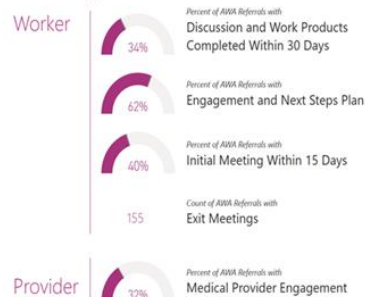 Worker
Percent of AWA Referrals with
Discussion and Work Products
Completed Within 30 Days
34%
Percent of AWA Referrals with
Engagement and Next Steps Plan
62%
Percent of AWA Referrals with
Initial Meeting Within 15 Days
40%
Count of AWA Referrals with
Exit Meetings
155
Provider
Percent of AWA Referrals with
Medical Provider Engagement
32%